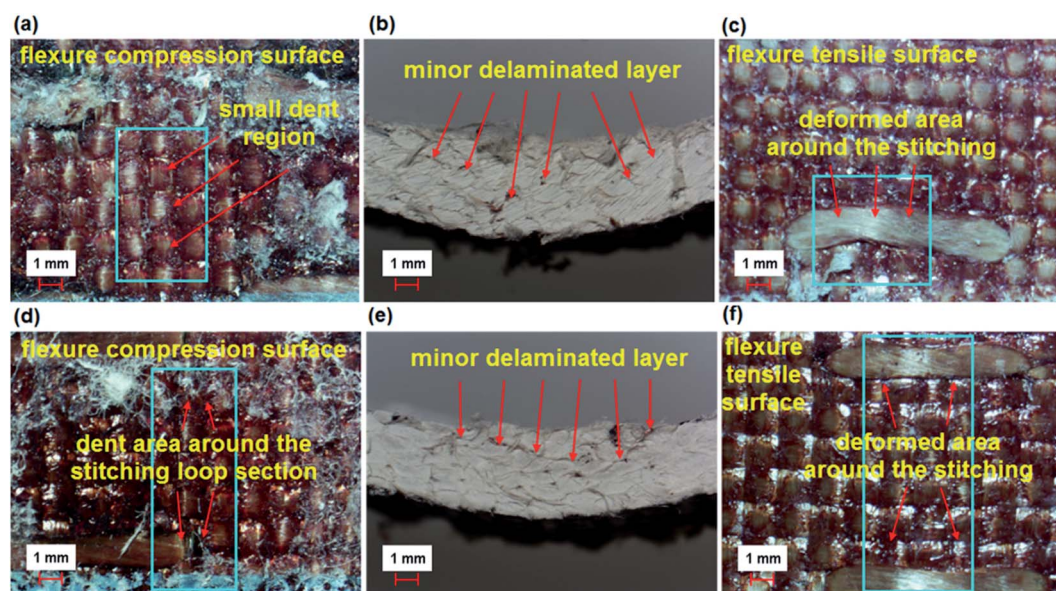 (a)
flexure compression surface
small dent
region
1 mm
(b)
minor delaminated layer
1 mm
(c)
flexure tensile surface
deformed area
around the stitching
1 mm
(d)
flexure compression surface
dent area around the
stitching loop section
1 mm
(e)
minor delaminated layer
1 mm
(f)
flexure
tensile
surface
deformed area
around the stitching
1 mm